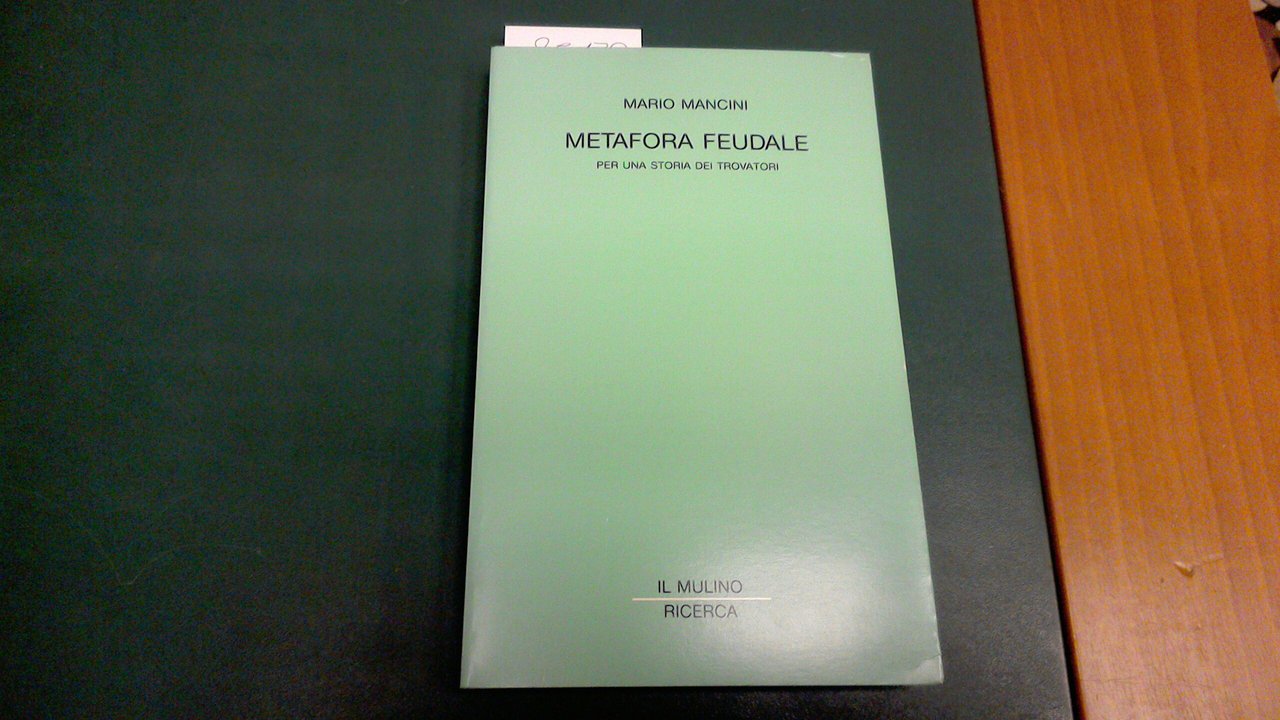 MARIO MANCINI
METAFORA FEUDALE
PER UNA STORIA DEI TROVATORI
IL MULINO
RICERCA